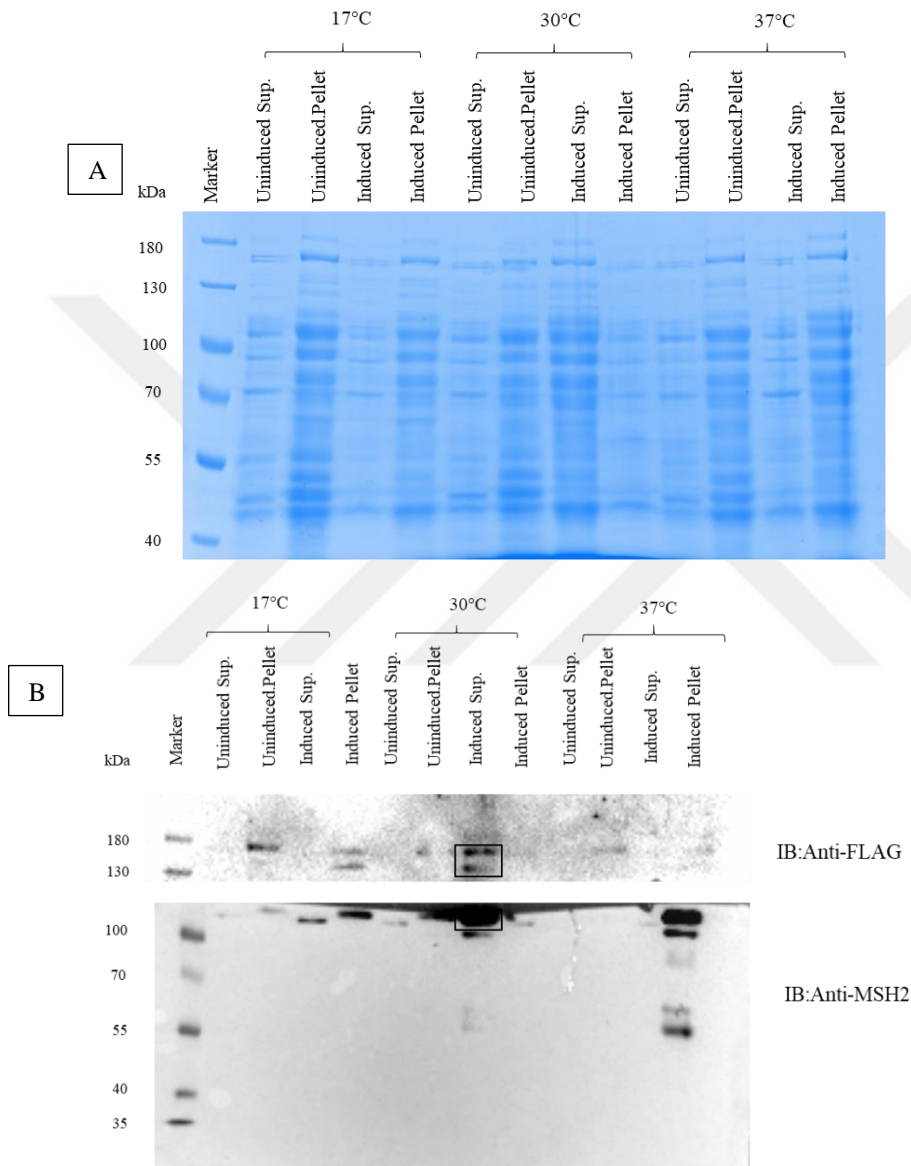 17°C 30°C 37°C
A
kDa
Marker
Uninduced Sup.
Uninduced.Pellet
Induced Sup.
Induced Pellet
Uninduced Sup.
Uninduced.Pellet
Induced Sup.
Induced Pellet
Uninduced Sup.
Uninduced.Pellet
Induced Sup.
Induced Pellet
180
130
100
70
55
40
17°C 30°C 37°C
B
kDa
Marker
Uninduced Sup.
Uninduced.Pellet
Induced Sup.
Induced Pellet
Uninduced Sup.
Uninduced.Pellet
Induced Sup.
Induced Pellet
Uninduced Sup.
Uninduced.Pellet
Induced Sup.
Induced Pellet
180
130
IB:Anti-FLAG
100
70
55
40
35
IB:Anti-MSH2